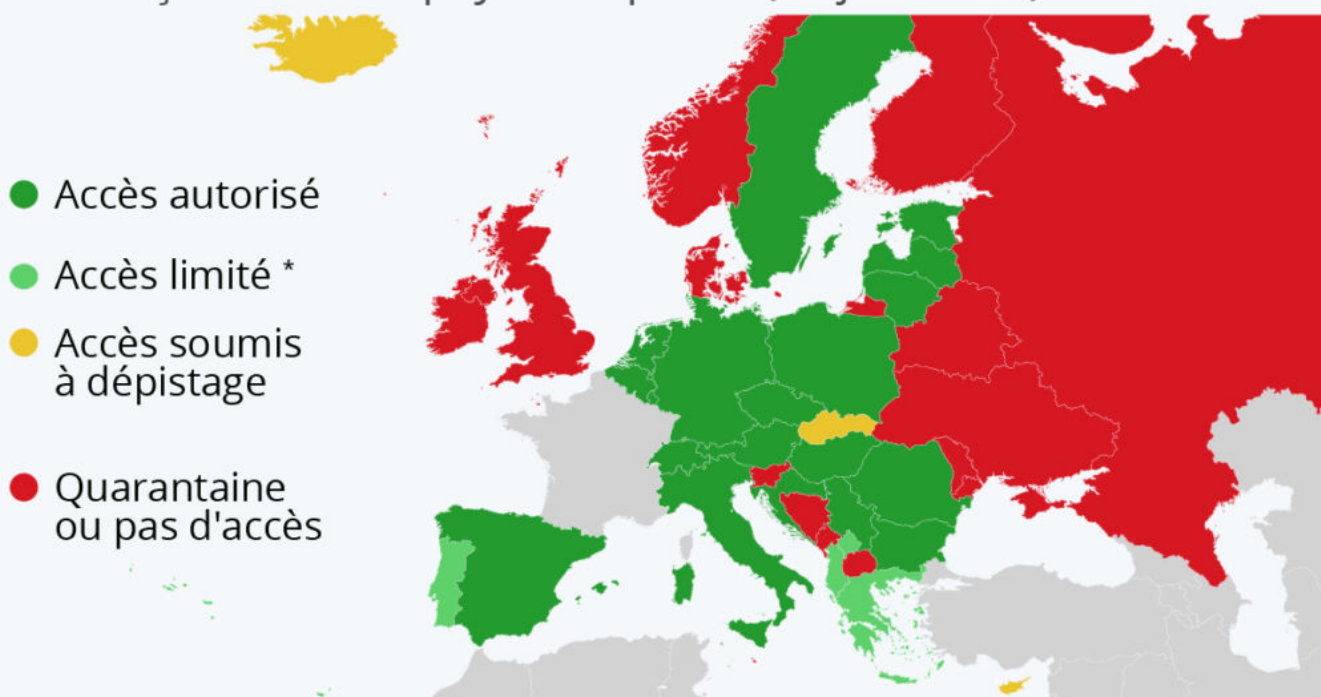 Accès autorisé
Accès limité *
Accès soumis
à dépistage
Quarantaine
ou pas d'accès